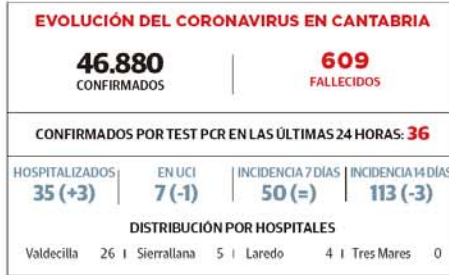 EVOLUCIÓN DEL CORONAVIRUS EN CANTABRIA
46.880
CONFIRMADOS
609
FALLECIDOS
CONFIRMADOS POR TEST PCR EN LAS ÚLTIMAS 24 HORAS: 36
HOSPITALIZADOS EN UCI INCIDENCIA 7 DÍAS INCIDENCIA 14 DÍAS
35 (+3) 7 (-1) 50 (=) 113 (-3)
DISTRIBUCIÓN POR HOSPITALES
Valdecilla 26 | Sierrallana 5 | Laredo 4 | Tres Mares 0